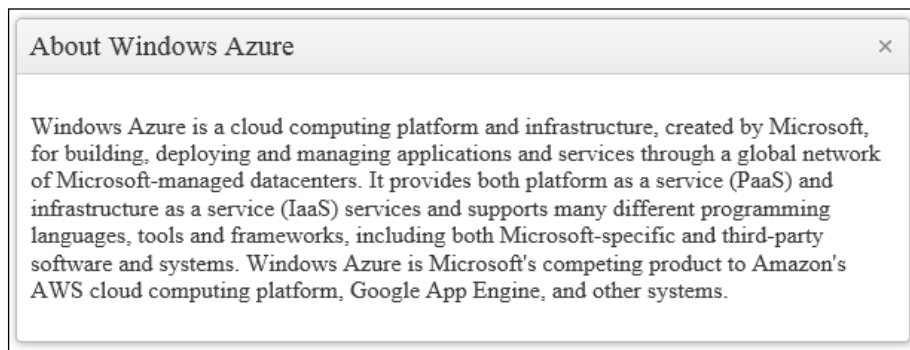 About Windows Azure
×
Windows Azure is a cloud computing platform and infrastructure, created by Microsoft,
for building, deploying and managing applications and services through a global network
of Microsoft-managed datacenters. It provides both platform as a service (PaaS) and
infrastructure as a service (IaaS) services and supports many different programming
languages, tools and frameworks, including both Microsoft-specific and third-party
software and systems. Windows Azure is Microsoft's competing product to Amazon's
AWS cloud computing platform, Google App Engine, and other systems.